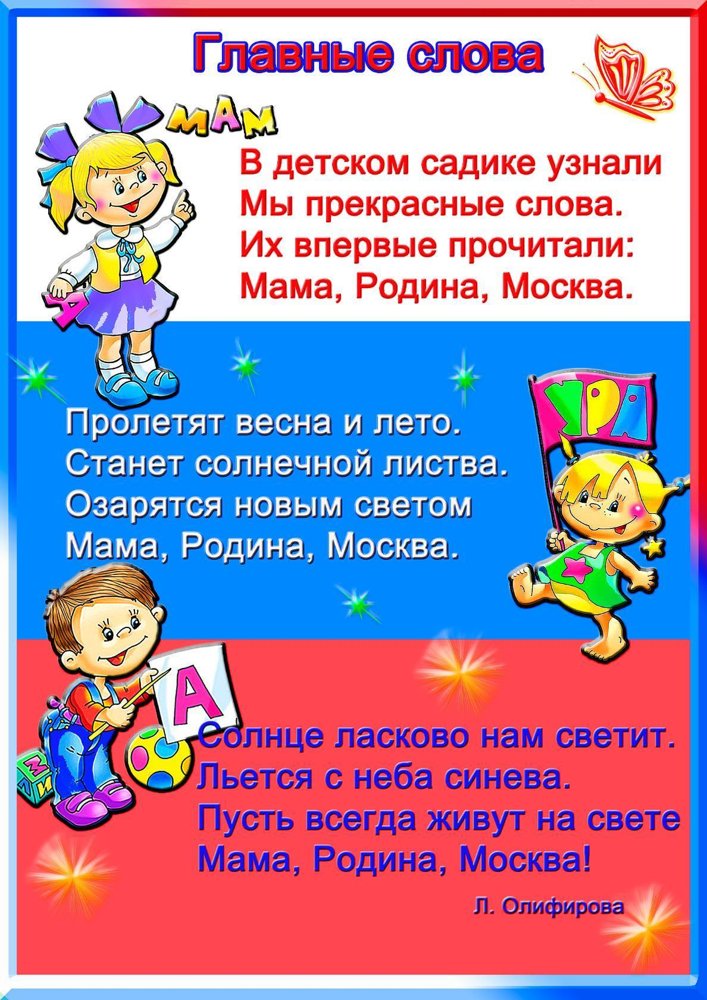 Главные слова
МАМ
В детском садике узнали
Мы прекрасные слова.
Их впервые прочитали:
Мама, Родина, Москва.
А
УРА
Пролетят весна и лето.
Станет солнечной листва.
Озарятся новым светом
Мама, Родина, Москва.
А
Солнце ласково нам светит.
Льется с неба синева.
Пусть всегда живут на свете
Мама, Родина, Москва!
Л. Олифирова